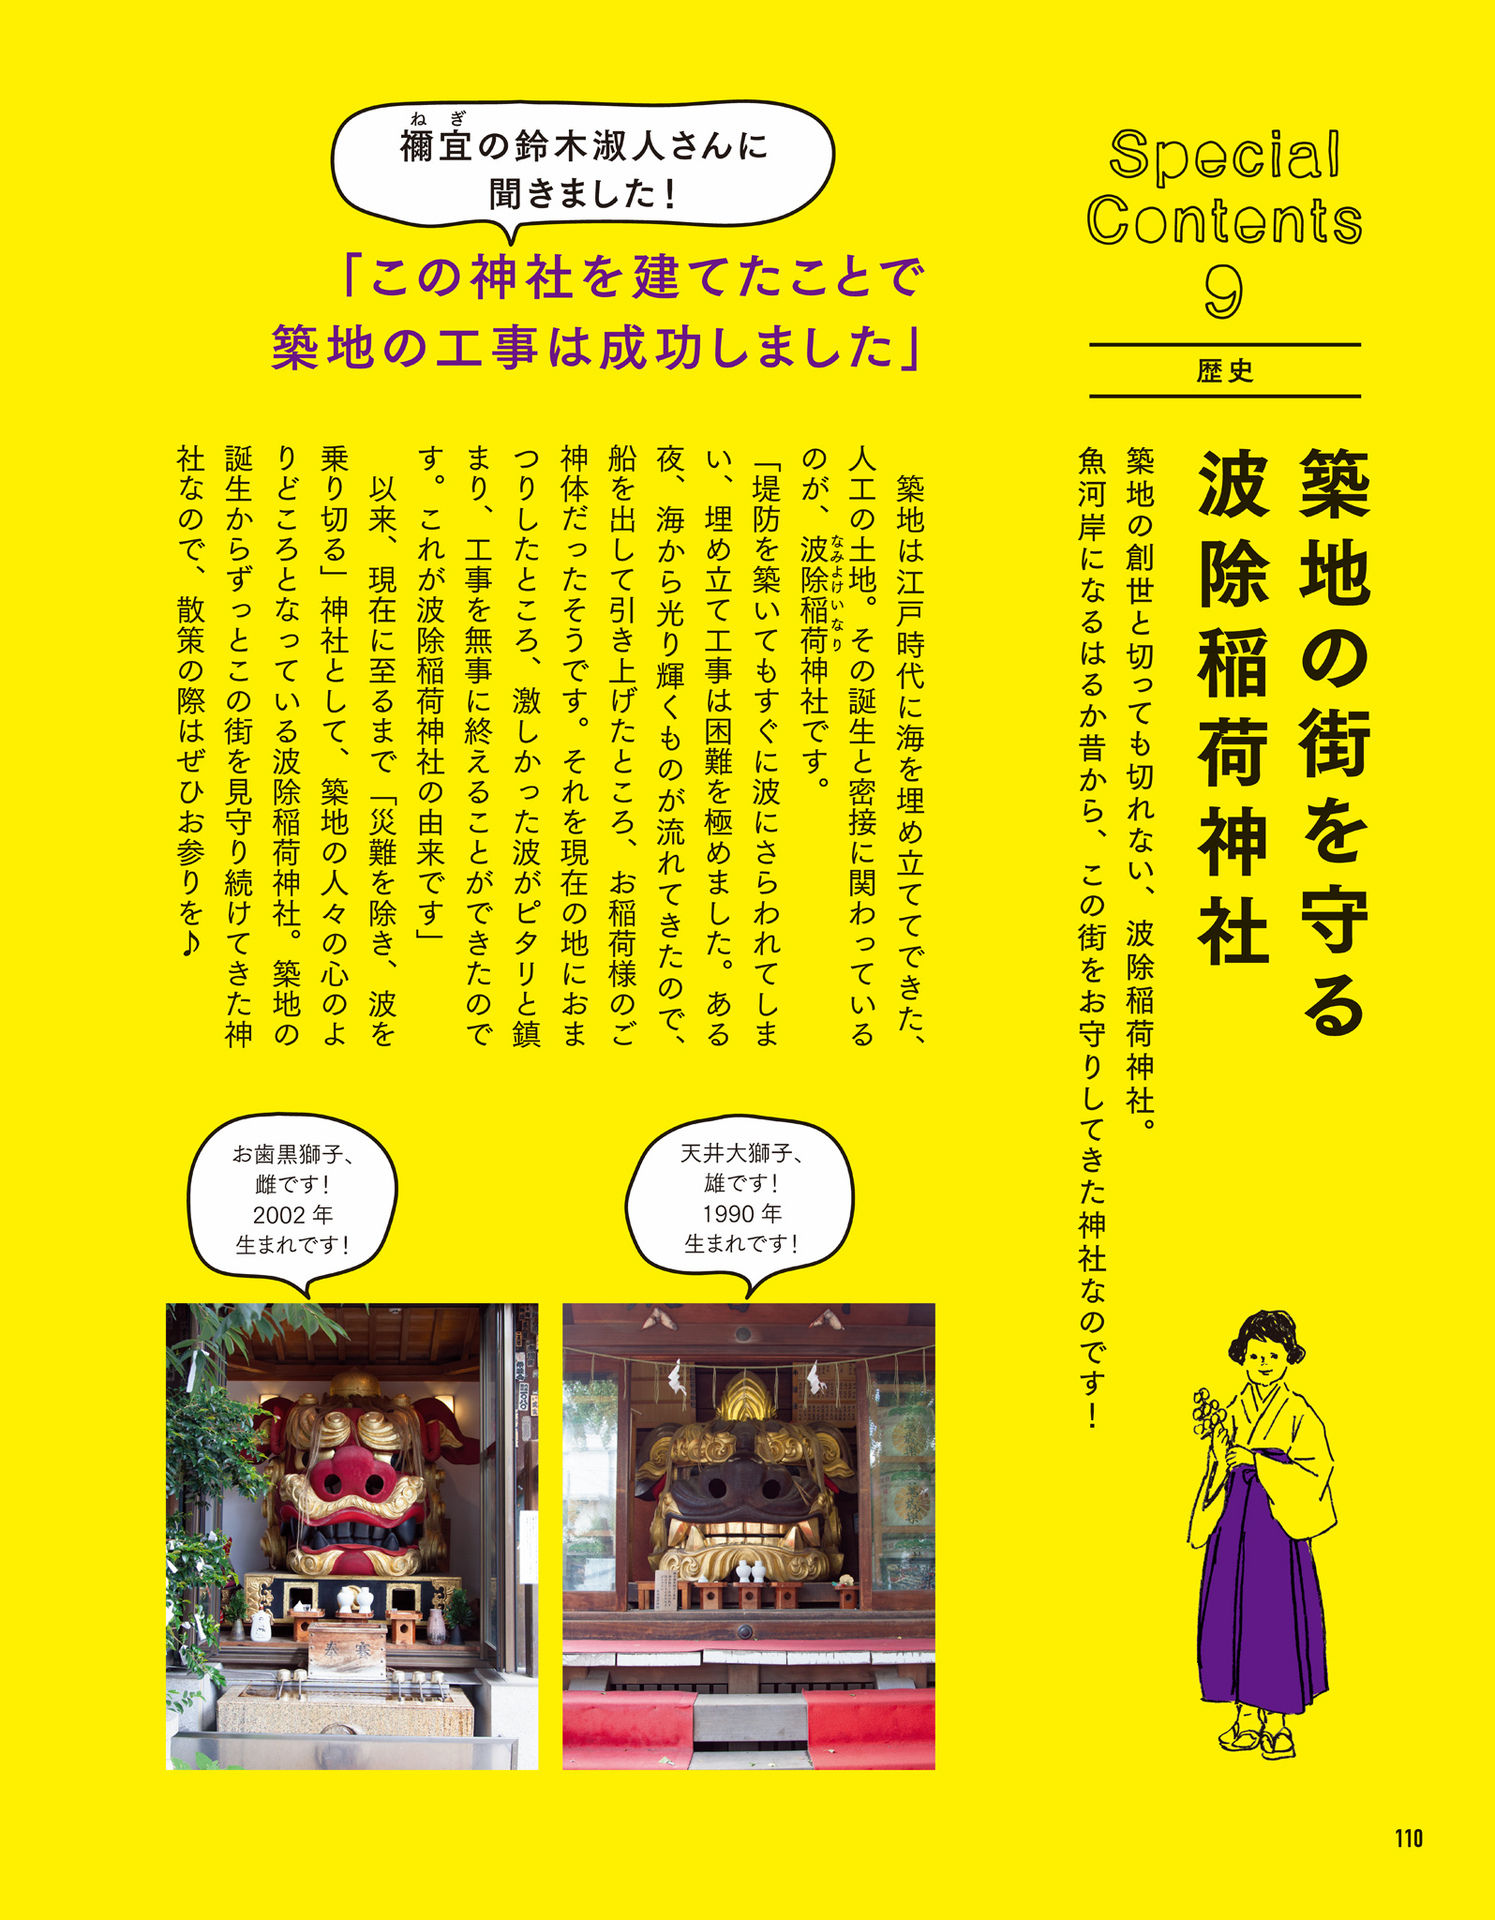 Special
Contents
9
歴史
築地の街を守る
波除稲荷神社
築地の創世と切っても切れない、波除稲荷神社。
魚河岸になるはるか昔から、この街をお守りしてきた神社なのです！
ねぎ
禰宜の鈴木淑人さんに
聞きました！
「この神社を建てたことで
築地の工事は成功しました」
築地は江戸時代に海を埋め立ててできた、
人工の土地。その誕生と密接に関わっている
なみよけいなり
のが、波除稲荷神社です。
「堤防を築いてもすぐに波にさらわれてしま
い、埋め立て工事は困難を極めました。ある
夜、海から光り輝くものが流れてきたので、
船を出して引き上げたところ、お稲荷様のご
神体だったそうです。それを現在の地におま
つりしたところ、激しかった波がピタリと鎮
まり、工事を無事に終えることができたので
す。これが波除稲荷神社の由来です」
以来、現在に至るまで「災難を除き、波を
乗り切る」神社として、築地の人々の心のよ
りどころとなっている波除稲荷神社。築地の
誕生からずっとこの街を見守り続けてきた神
社なので、散策の際はぜひお参りを♪
天井大獅子、
雄です！
1990年
生まれです！
お歯黒獅子、
雌です！
2002年
生まれです！
110